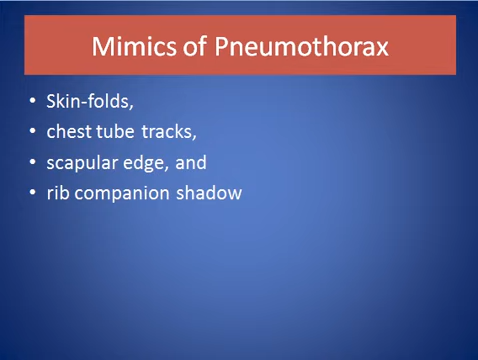 Mimics of Pneumothorax
• Skin-folds,
• chest tube tracks,
• scapular edge, and
• rib companion shadow